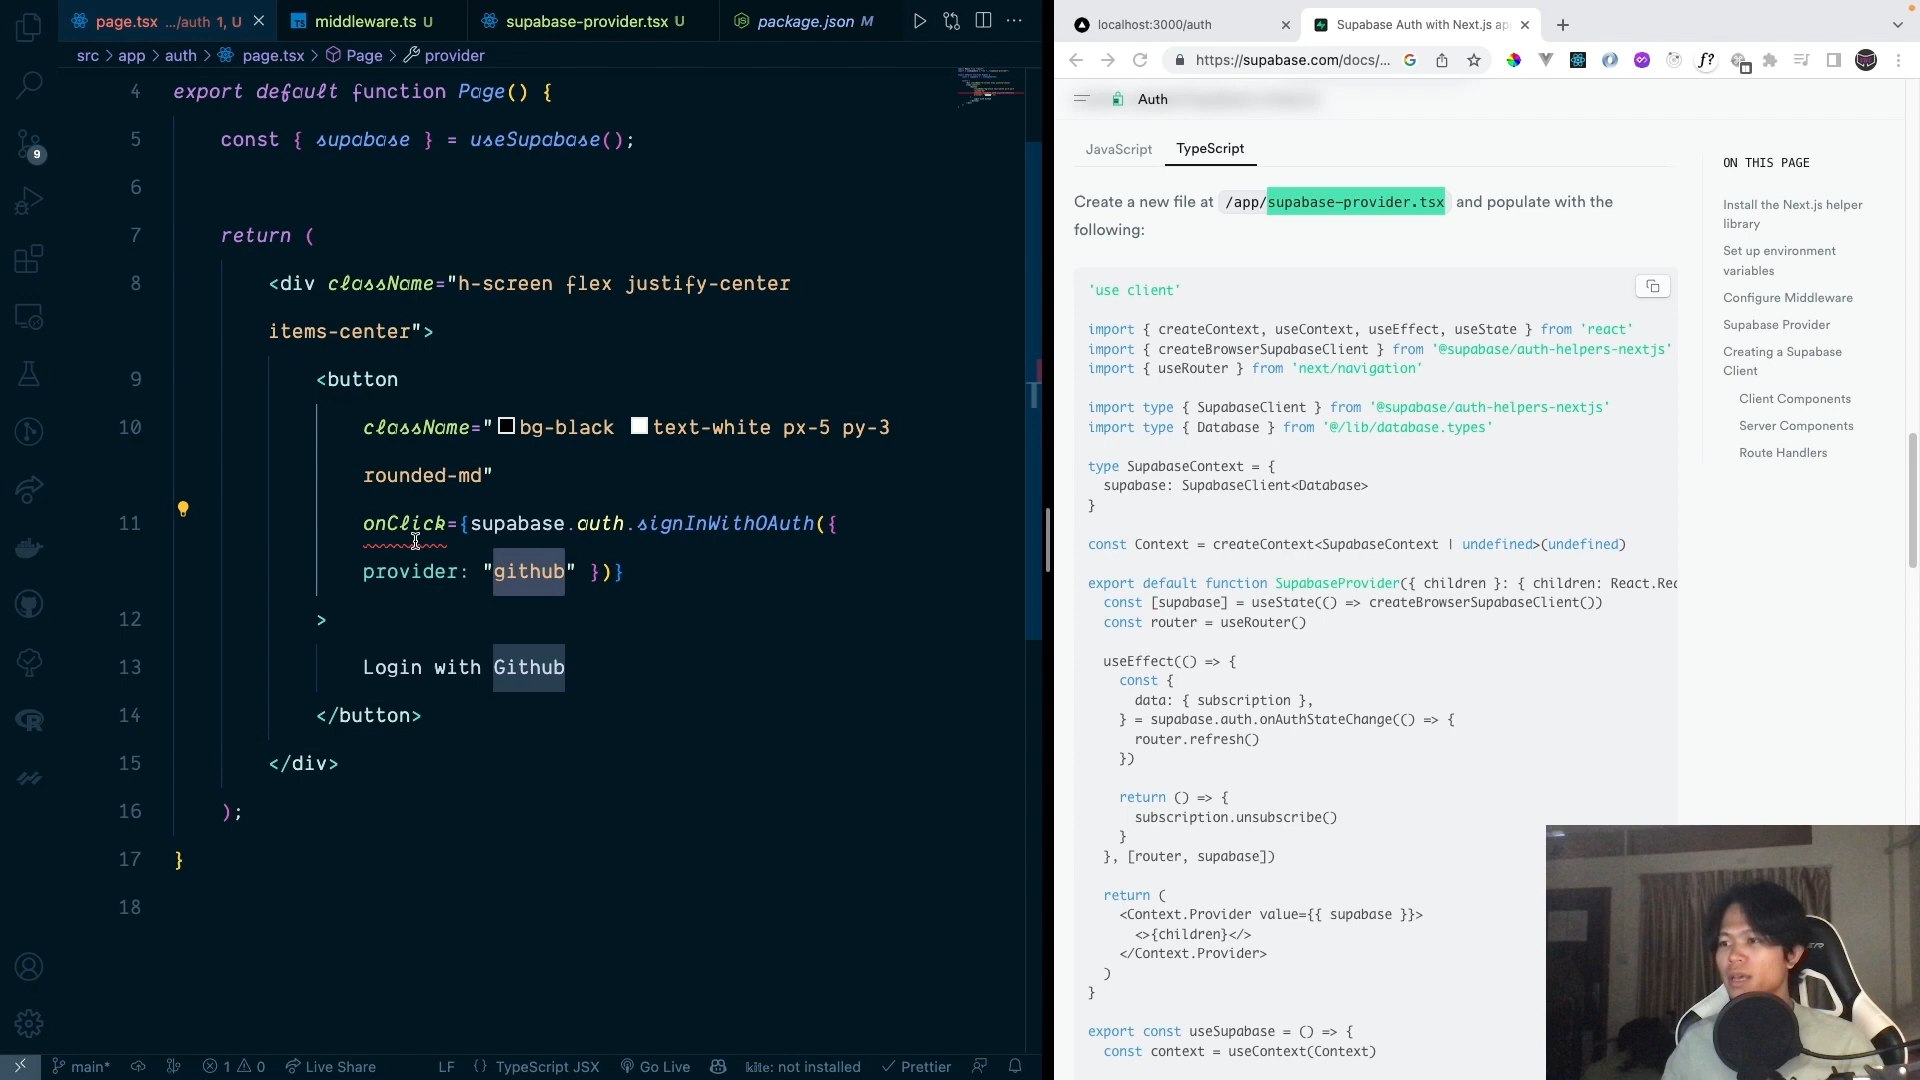 page.tsx .../auth 1, U
middleware.ts U
supabase-provider.tsx U
package.json M
src > app > auth > page.tsx > Page > provider
4 export default function Page() {
5 const { supabase } = useSupabase();
6
7 return (
8 <div className="h-screen flex justify-center
items-center">
9 <button
10 className="bg-black text-white px-5 py-3
rounded-md"
11 onClick={supabase.auth.signInWithOAuth({
provider: "github" })}
12 >
13 Login with Github
14 </button>
15 </div>
16 );
17 }
18
9
main*
1 0
Live Share
LF
{} TypeScript JSX
Go Live
kite: not installed
Prettier
localhost:3000/auth
Supabase Auth with Next.js ap
https://supabase.com/docs/...
f?
Auth
JavaScript
TypeScript
Create a new file at /app/supabase-provider.tsx and populate with the
following:
'use client'
import { createContext, useContext, useEffect, useState } from 'react'
import { createBrowserSupabaseClient } from '@supabase/auth-helpers-nextjs'
import { useRouter } from 'next/navigation'
import type { SupabaseClient } from '@supabase/auth-helpers-nextjs'
import type { Database } from '@/lib/database.types'
type SupabaseContext = {
supabase: SupabaseClient<Database>
}
const Context = createContext<SupabaseContext | undefined>(undefined)
export default function SupabaseProvider({ children }: { children: React.Rea
const [supabase] = useState(() => createBrowserSupabaseClient())
const router = useRouter()
useEffect(() => {
const {
data: { subscription },
} = supabase.auth.onAuthStateChange(() => {
router.refresh()
})
return () => {
subscription.unsubscribe()
}
}, [router, supabase])
return (
<Context.Provider value={{ supabase }}>
<>{children}</>
</Context.Provider>
)
}
export const useSupabase = () => {
const context = useContext(Context)
ON THIS PAGE
Install the Next.js helper
library
Set up environment
variables
Configure Middleware
Supabase Provider
Creating a Supabase
Client
Client Components
Server Components
Route Handlers